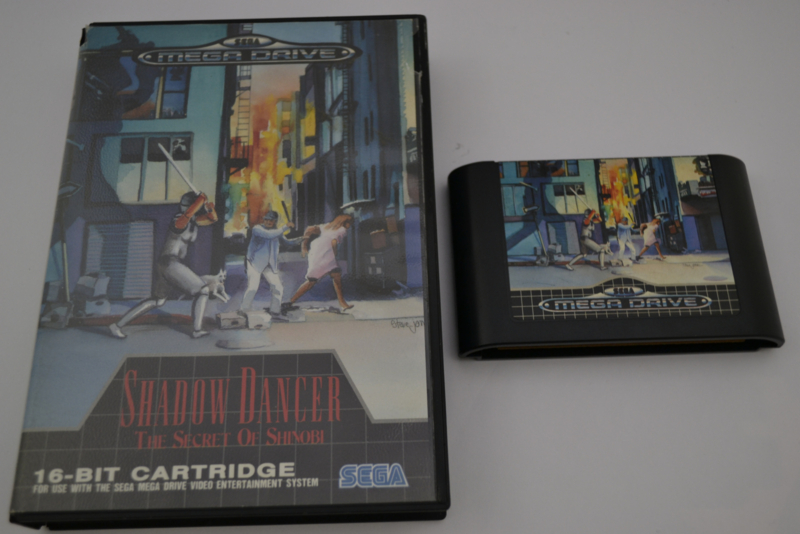 SEGA
MEGA DRIVE
SHADOW DANCER
THE SECRET OF SHINOBI
16-BIT CARTRIDGE
FOR USE WITH THE SEGA MEGA DRIVE VIDEO ENTERTAINMENT SYSTEM
SEGA
MEGA DRIVE